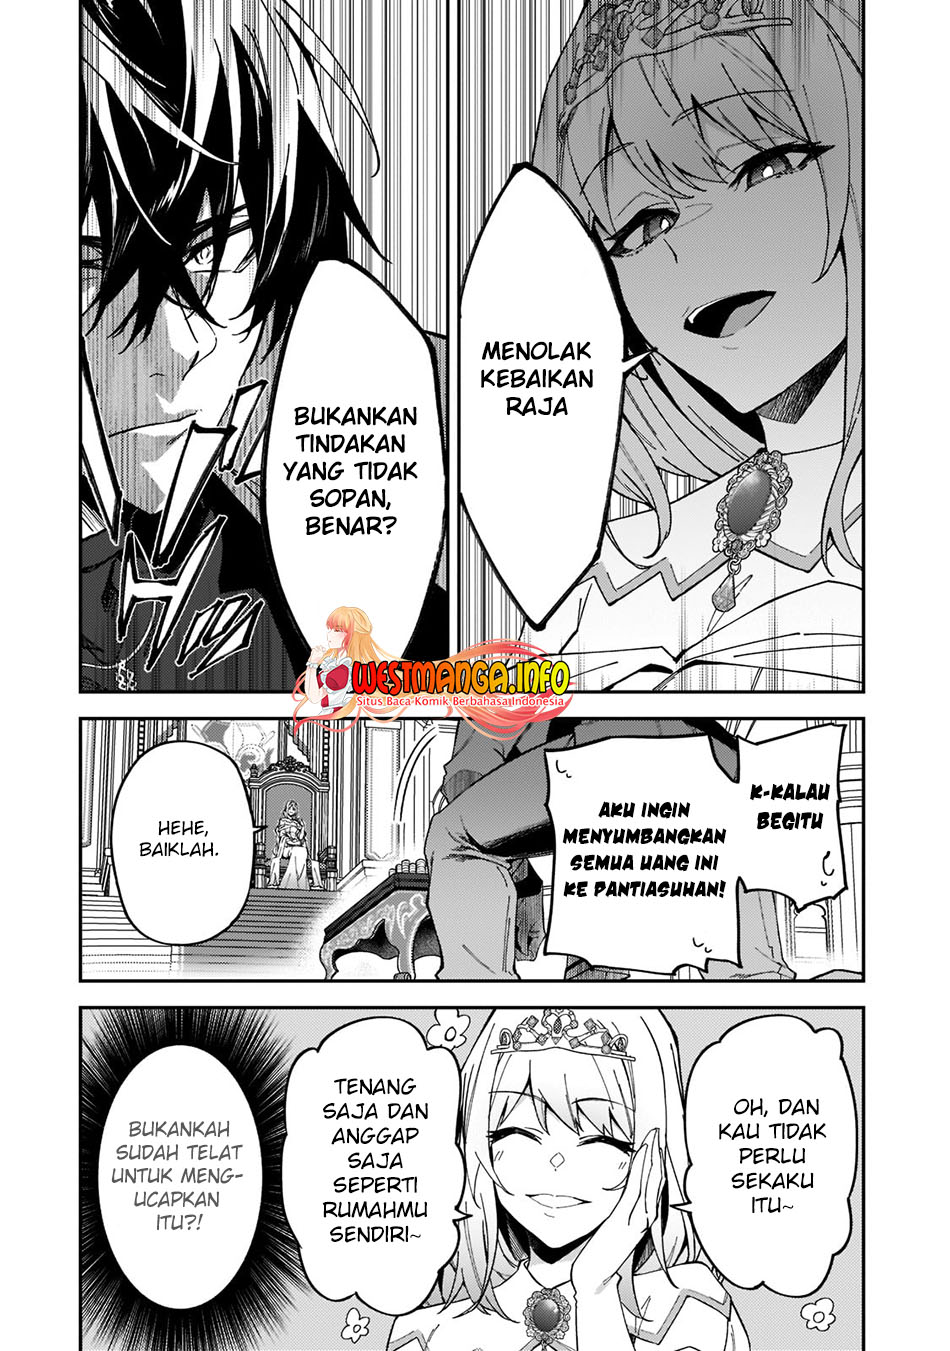 MENOLAK
KEBAIKAN
RAJA
BUKANKAN
TINDAKAN
YANG TIDAK
SOPAN,
BENAR?
WESTMANGA.INFO
Situs Baca Komik Berbahasa Indonesia
K-KALAU
BEGITU
AKU INGIN
MENYUMBANGKAN
SEMUA UANG INI
KE PANTIASUHAN!
HEHE,
BAIKLAH.
OH, DAN
KAU TIDAK
PERLU
SEKAKU
ITU~
TENANG
SAJA DAN
ANGGAP
SAJA
SEPERTI
RUMAHMU
SENDIRI~
BUKANKAH
SUDAH TELAT
UNTUK MENG-
UCAPKAN
ITU?!